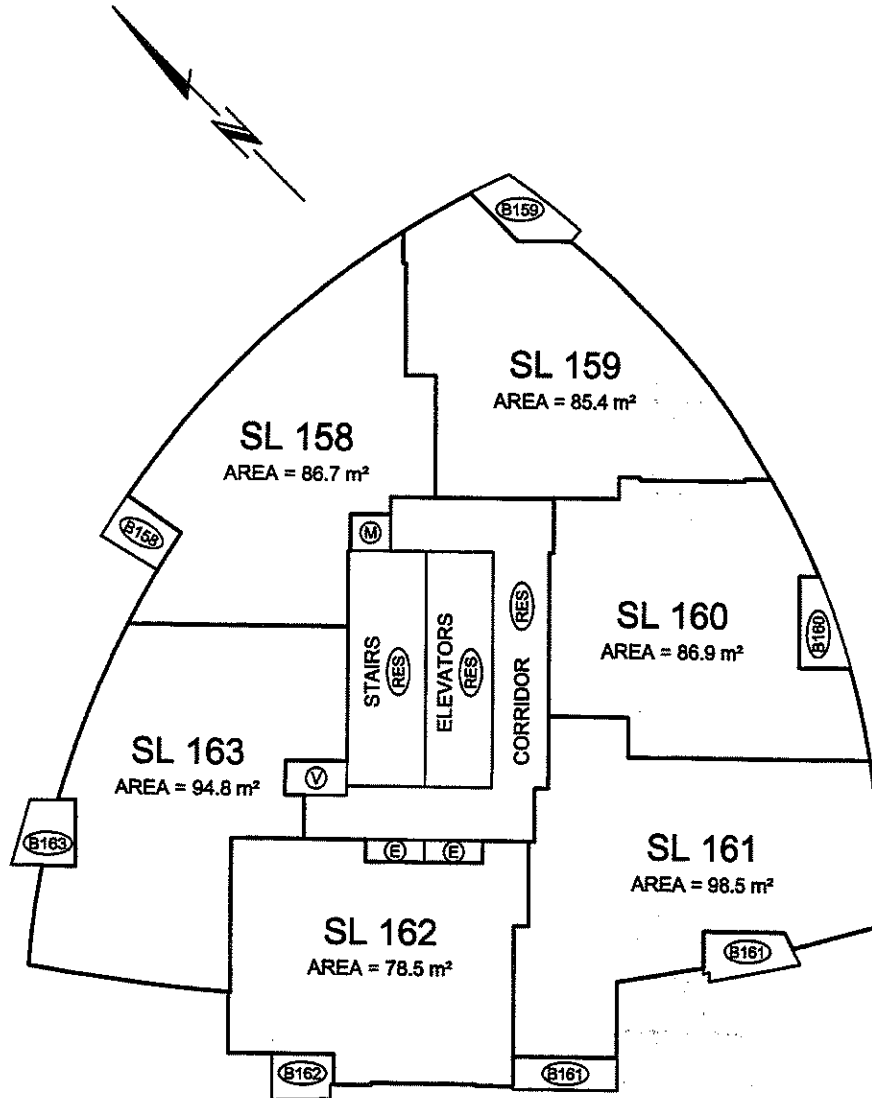 N
B159
SL 159
AREA = 85.4 m²
SL 158
AREA = 86.7 m²
B158
M
RES
SL 160
AREA = 86.9 m²
B160
STAIRS
RES
ELEVATORS
RES
CORRIDOR
SL 163
AREA = 94.8 m²
V
B163
E
E
SL 161
AREA = 98.5 m²
SL 162
AREA = 78.5 m²
B161
B162
B161